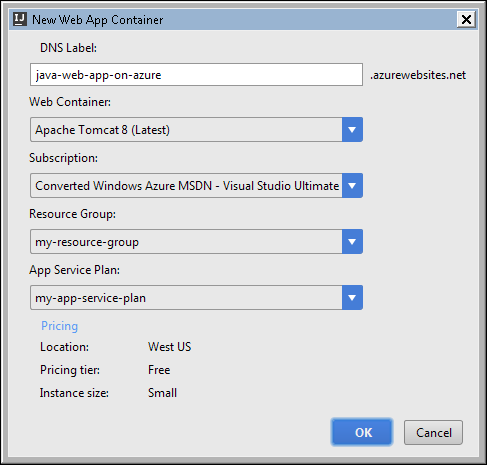 IJ New Web App Container
DNS Label:
java-web-app-on-azure .azurewebsites.net
Web Container:
Apache Tomcat 8 (Latest)
Subscription:
Converted Windows Azure MSDN - Visual Studio Ultimate
Resource Group:
my-resource-group
App Service Plan:
my-app-service-plan
Pricing
Location: West US
Pricing tier: Free
Instance size: Small
OK Cancel